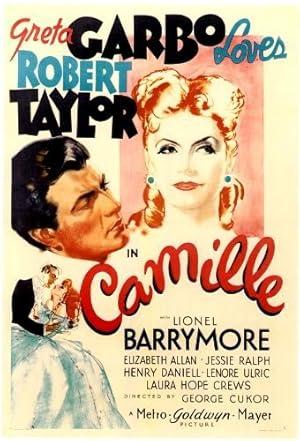 Greta
GARBO Loves
ROBERT
TAYLOR
IN
Camille
WITH LIONEL
BARRYMORE
ELIZABETH ALLAN · JESSIE RALPH
HENRY DANIELL · LENORE ULRIC
LAURA HOPE CREWS
DIRECTED BY GEORGE CUKOR
A Metro-Goldwyn-Mayer
PICTURE